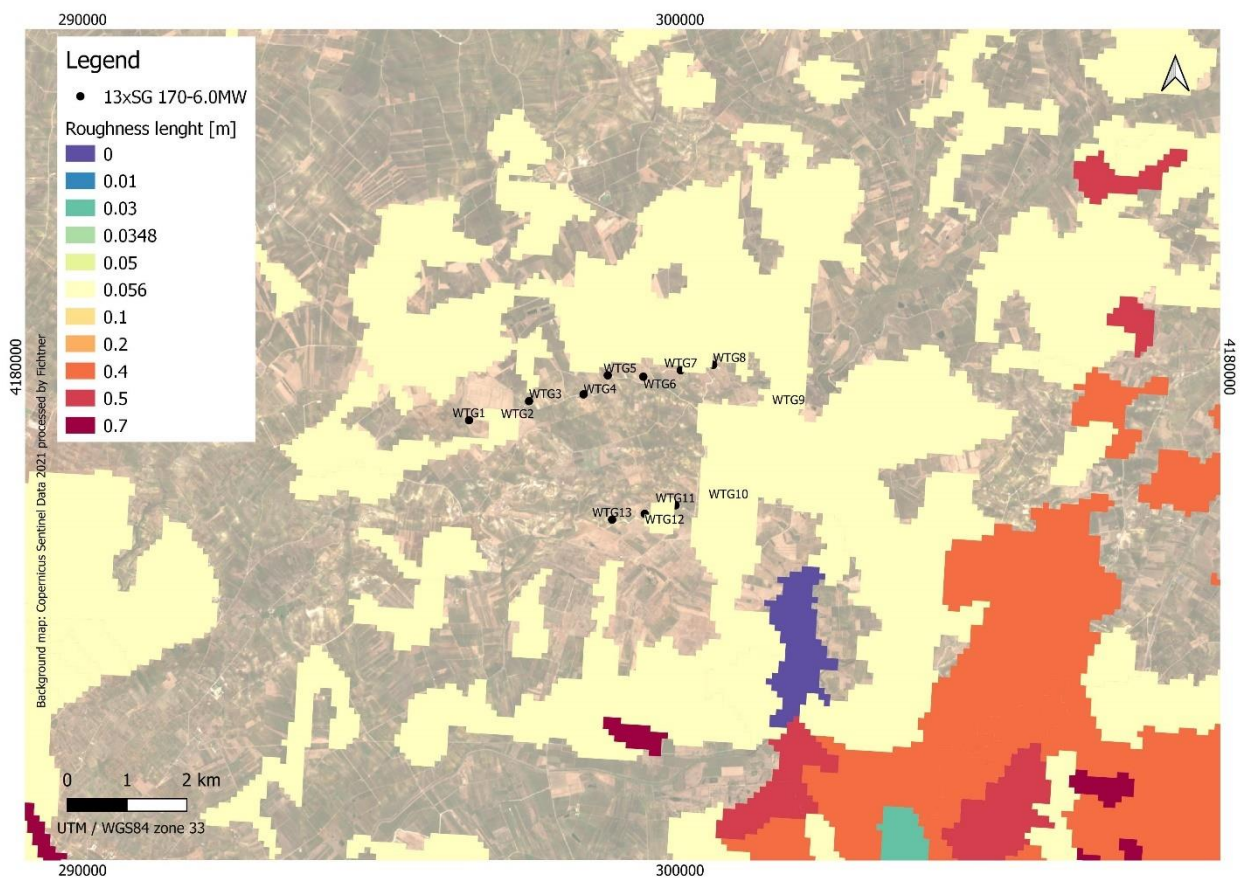 290000
300000
Legend
13xSG 170-6.0MW
Roughness lenght [m]
0
0.01
0.03
0.0348
0.05
0.056
0.1
0.2
0.4
0.5
0.7
4180000
4180000
WTG8
WTG7
WTG5
WTG6
WTG3
WTG4
WTG9
WTG1
WTG2
WTG10
WTG11
WTG13
WTG12
Background map: Copernicus Sentinel Data 2021 processed by Fichtner
0 1 2 km
UTM / WGS84 zone 33
290000
300000